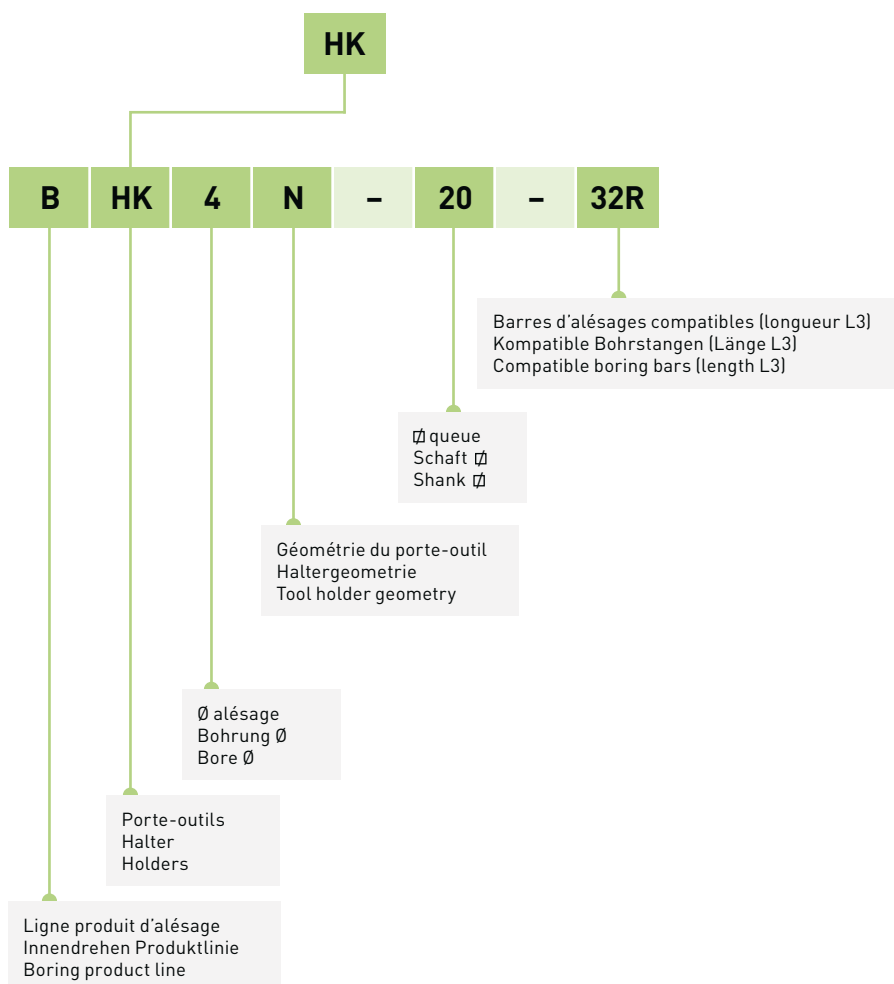 HK
B HK 4 N – 20 – 32R
Barres d'alésages compatibles (longueur L3)
Kompatible Bohrstangen (Länge L3)
Compatible boring bars (length L3)
⏍ queue
Schaft ⏍
Shank ⏍
Géométrie du porte-outil
Haltergeometrie
Tool holder geometry
Ø alésage
Bohrung Ø
Bore Ø
Porte-outils
Halter
Holders
Ligne produit d'alésage
Innendrehen Produktlinie
Boring product line